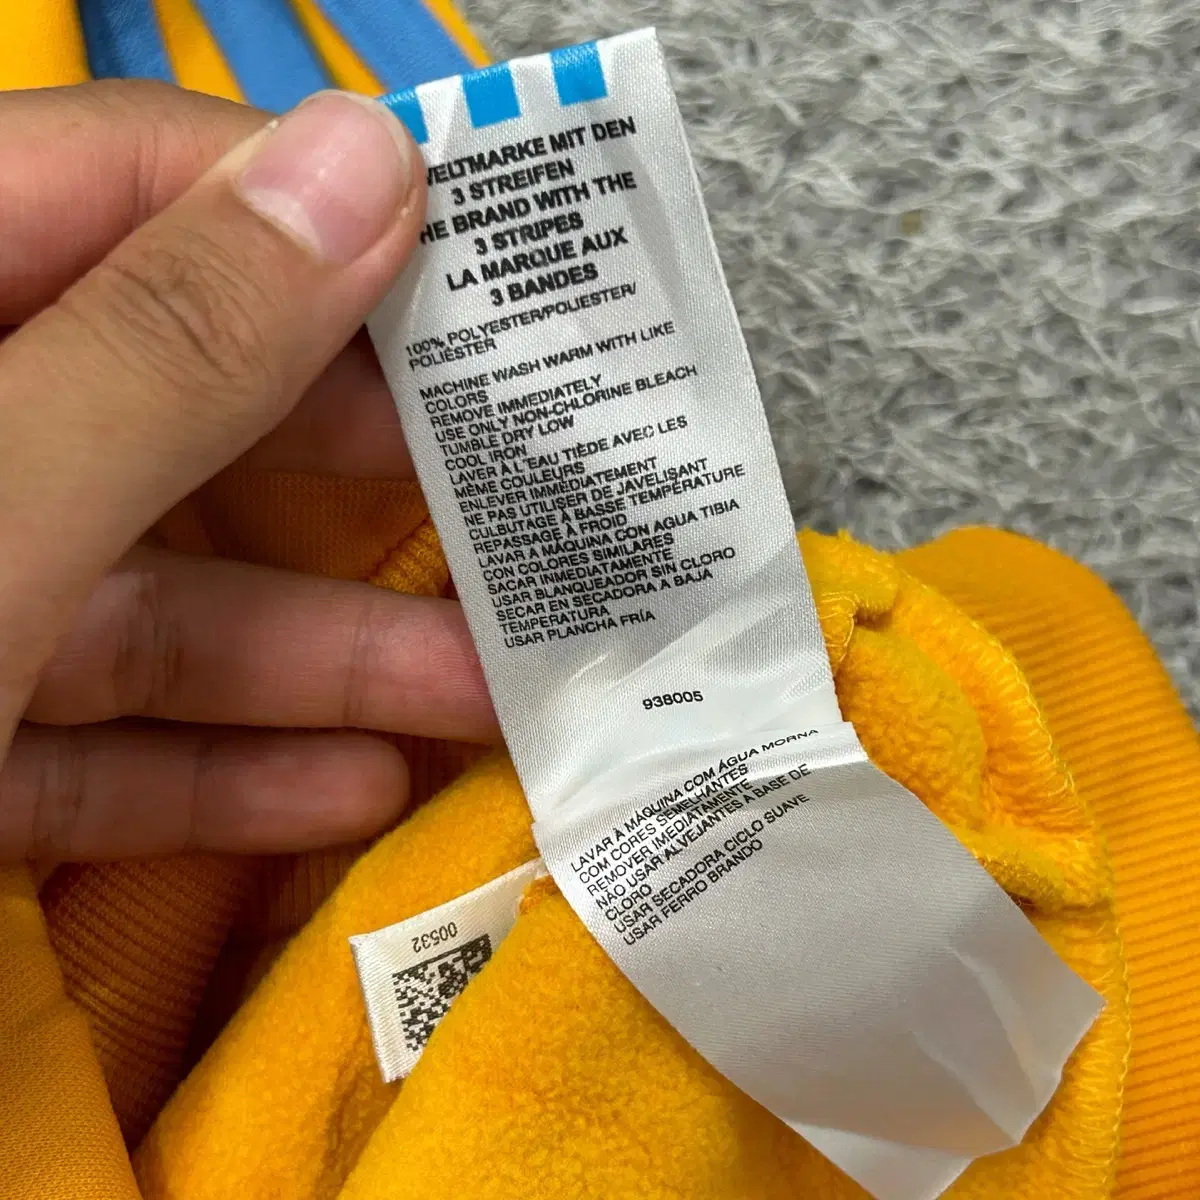 WELTMARKE MIT DEN
3 STREIFEN
THE BRAND WITH THE
3 STRIPES
LA MARQUE AUX
3 BANDES
100% POLYESTER/POLIESTER/
POLIÉSTER
MACHINE WASH WARM WITH LIKE
COLORS
REMOVE IMMEDIATELY
USE ONLY NON-CHLORINE BLEACH
TUMBLE DRY LOW
COOL IRON
LAVER À L'EAU TIÈDE AVEC LES
MÊME COULEURS
ENLEVER IMMÉDIATEMENT
NE PAS UTILISER DE JAVELISANT
CULBUTAGE À BASSE TEMPÉRATURE
REPASSAGE À FROID
LAVAR A MÁQUINA CON AGUA TIBIA
CON COLORES SIMILARES
SACAR INMEDIATAMENTE
USAR BLANQUEADOR SIN CLORO
SECAR EN SECADORA A BAJA
TEMPERATURA
USAR PLANCHA FRÍA
938005
LAVAR À MÁQUINA COM ÁGUA MORNA
COM CORES SEMELHANTES
REMOVER IMEDIATAMENTE
NÃO USAR ALVEJANTES A BASE DE
CLORO
USAR SECADORA CICLO SUAVE
USAR FERRO BRANDO
00532